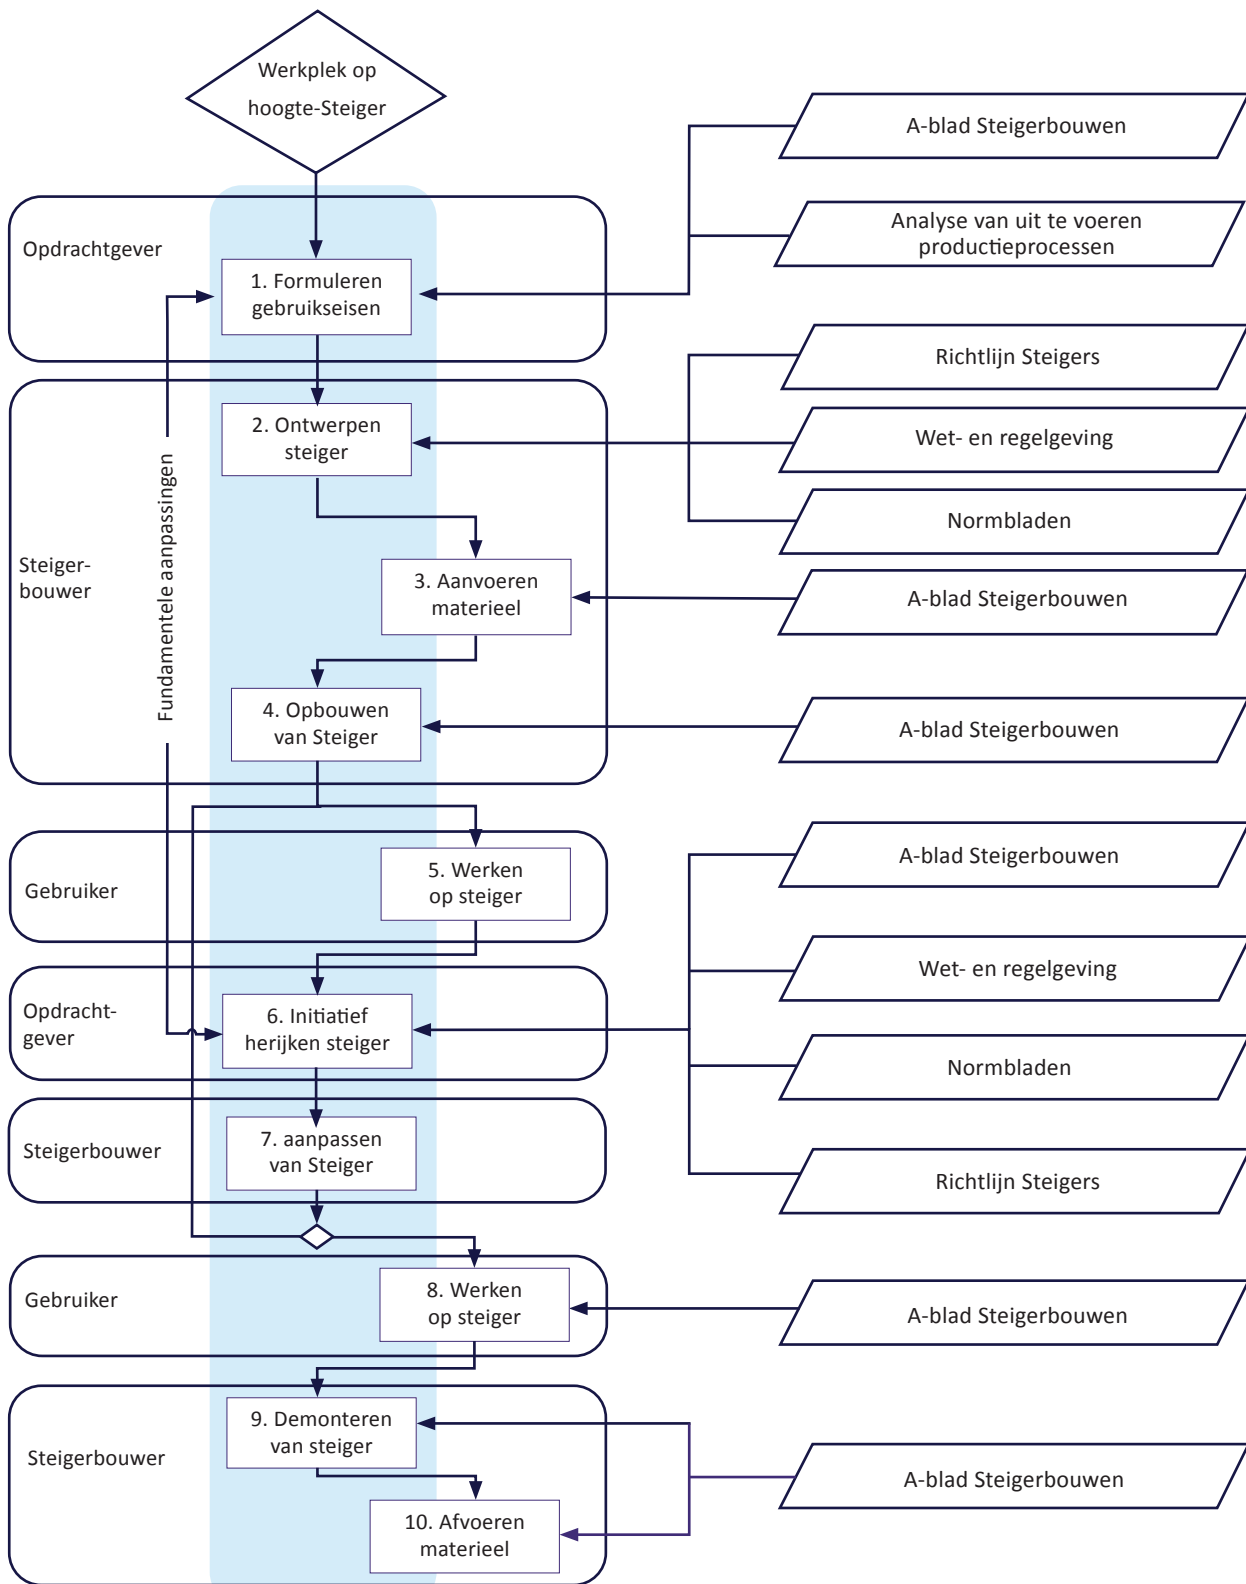 Werkplek op
hoogte-Steiger
A-blad Steigerbouwen
Analyse van uit te voeren
productieprocessen
Opdrachtgever
1. Formuleren
gebruikseisen
Richtlijn Steigers
2. Ontwerpen
steiger
Wet- en regelgeving
Normbladen
Fundamentele aanpassingen
Steiger-
bouwer
3. Aanvoeren
materieel
A-blad Steigerbouwen
4. Opbouwen
van Steiger
A-blad Steigerbouwen
Gebruiker
5. Werken
op steiger
A-blad Steigerbouwen
Wet- en regelgeving
Opdracht-
gever
6. Initiatief
herijken steiger
Normbladen
Steigerbouwer
7. aanpassen
van Steiger
Richtlijn Steigers
Gebruiker
8. Werken
op steiger
A-blad Steigerbouwen
Steigerbouwer
9. Demonteren
van steiger
A-blad Steigerbouwen
10. Afvoeren
materieel